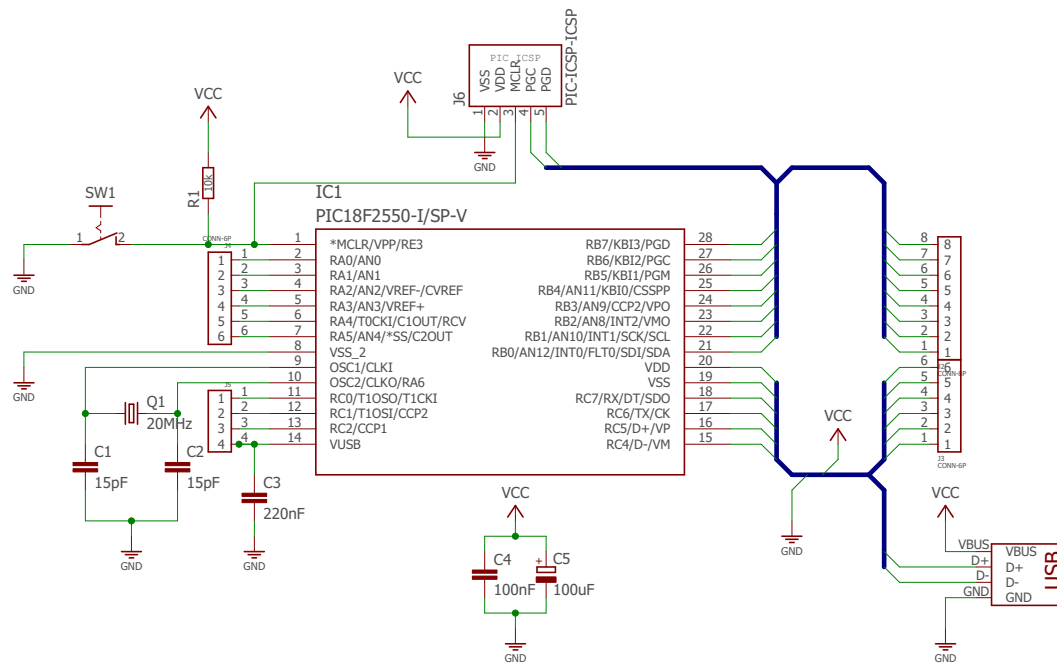 PIC ICSP
VSS
VDD
MCLR
PGC
PGD
J6
PIC-ICSP-ICSP
1
2
3
4
5
VCC
GND
VCC
R1
10k
SW1
1
2
GND
IC1
PIC18F2550-I/SP-V
CONN-6P
J4
1 1
2 2
3 3
4 4
5 5
6 6
1 *MCLR/VPP/RE3
2 RA0/AN0
3 RA1/AN1
4 RA2/AN2/VREF-/CVREF
5 RA3/AN3/VREF+
6 RA4/T0CKI/C1OUT/RCV
7 RA5/AN4/*SS/C2OUT
8 VSS_2
9 OSC1/CLKI
10 OSC2/CLKO/RA6
11 RC0/T1OSO/T1CKI
12 RC1/T1OSI/CCP2
13 RC2/CCP1
14 VUSB
RB7/KBI3/PGD 28
RB6/KBI2/PGC 27
RB5/KBI1/PGM 26
RB4/AN11/KBI0/CSSPP 25
RB3/AN9/CCP2/VPO 24
RB2/AN8/INT2/VMO 23
RB1/AN10/INT1/SCK/SCL 22
RB0/AN12/INT0/FLT0/SDI/SDA 21
VDD 20
VSS 19
RC7/RX/DT/SDO 18
RC6/TX/CK 17
RC5/D+/VP 16
RC4/D-/VM 15
8 8
7 7
6 6
5 5
4 4
3 3
2 2
1 1
CONN-8P
6 6
5 5
4 4
3 3
2 2
1 1
J3
CONN-6P
GND
J5
1 1
2 2
3 3
4 4
Q1
20MHz
C1
15pF
C2
15pF
GND
C3
220nF
GND
VCC
C4
100nF
+
C5
100uF
GND
VCC
GND
VCC
VBUS VBUS
D+ D+
D- D-
GND GND
USB
GND